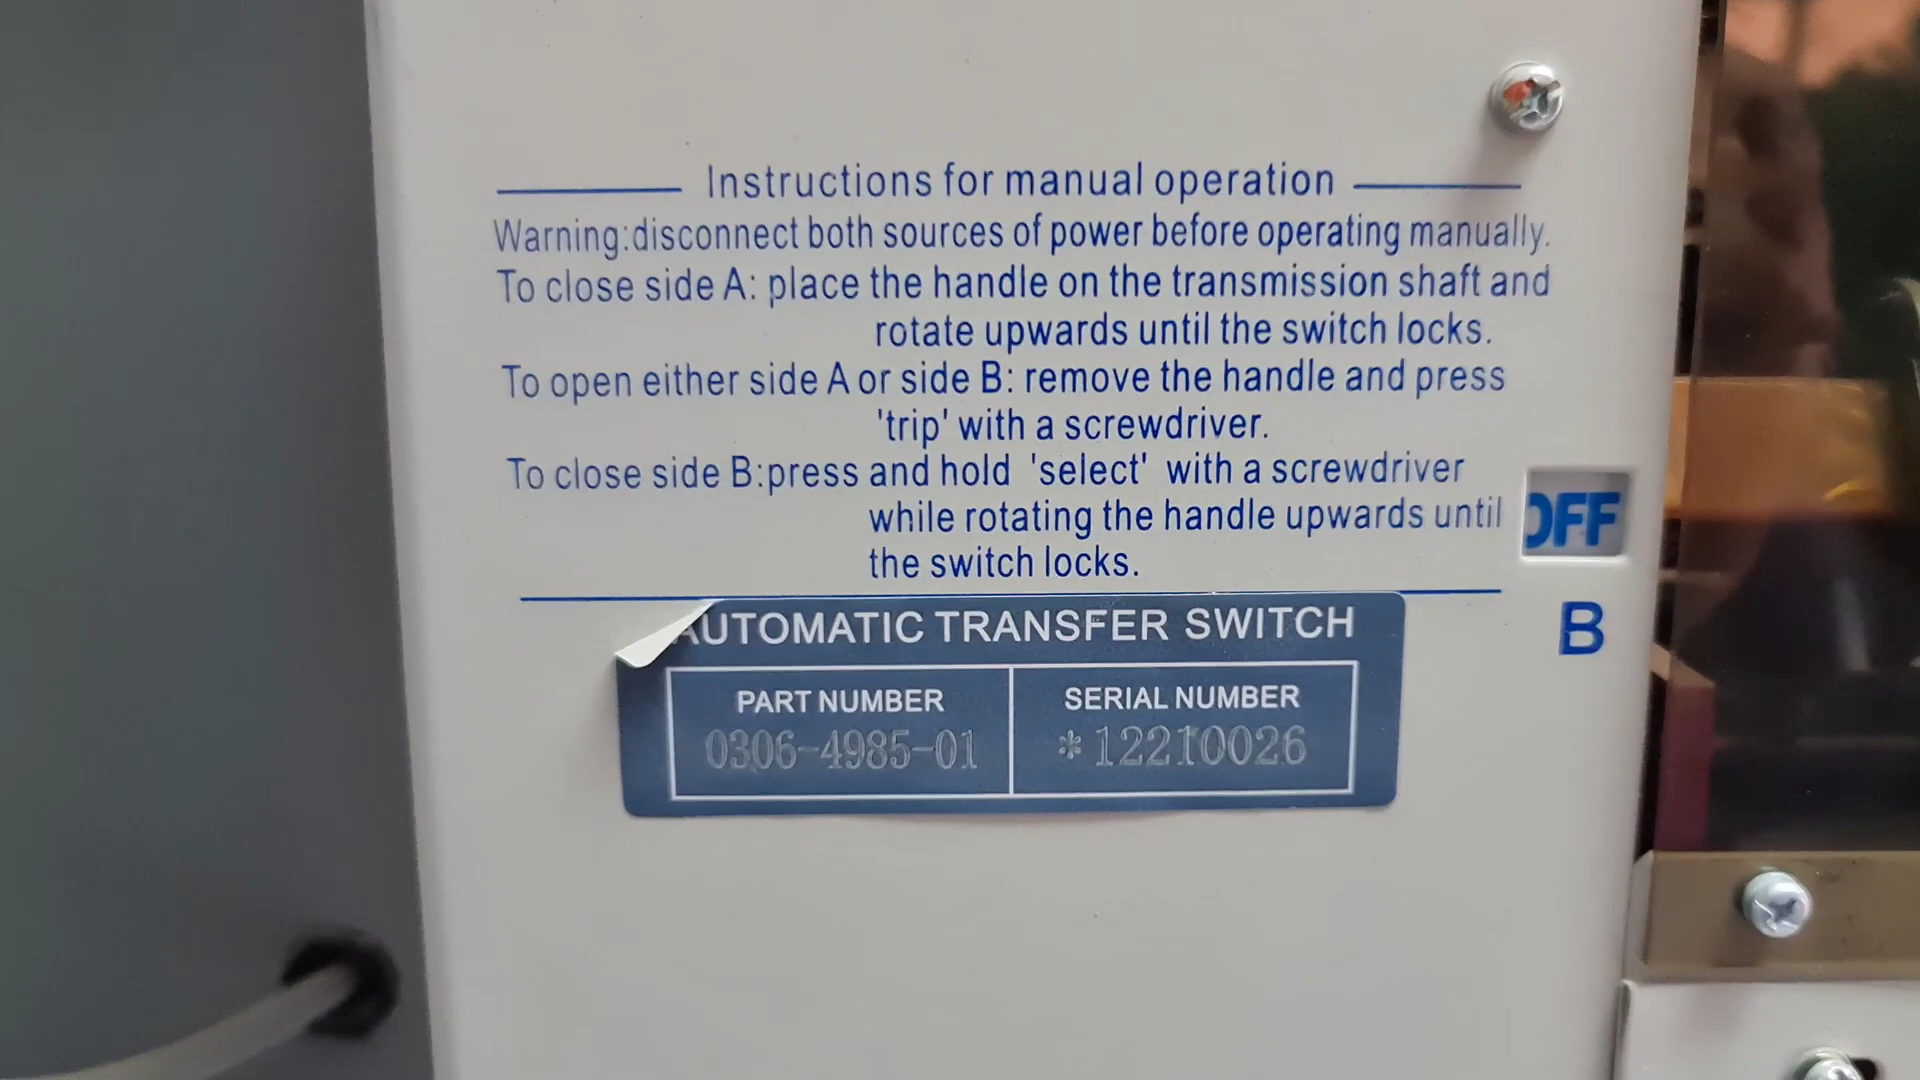 Instructions for manual operation
Warning:disconnect both sources of power before operating manually.
To close side A: place the handle on the transmission shaft and
rotate upwards until the switch locks.
To open either side A or side B: remove the handle and press
'trip' with a screwdriver.
To close side B:press and hold 'select' with a screwdriver
while rotating the handle upwards until
the switch locks.
OFF
B
AUTOMATIC TRANSFER SWITCH
PART NUMBER
0306-4985-01
SERIAL NUMBER
*12210026